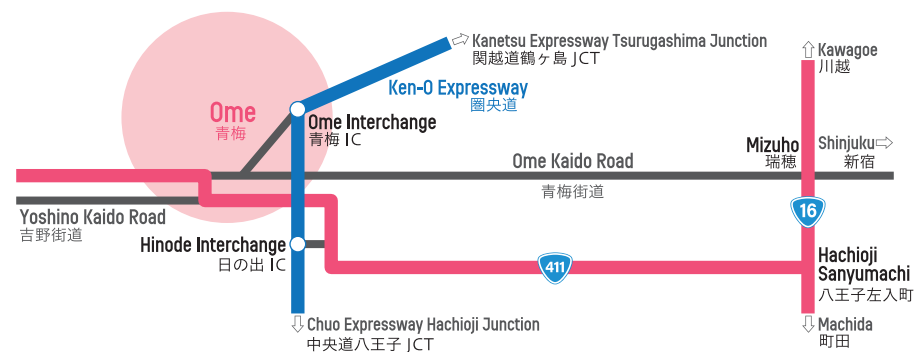 Kanetsu Expressway Tsurugashima Junction
関越道鶴ヶ島 JCT
Kawagoe
川越
Ken-O Expressway
圏央道
Ome
青梅
Ome Interchange
青梅 IC
Mizuho
瑞穂
Shinjuku
新宿
Ome Kaido Road
青梅街道
Yoshino Kaido Road
吉野街道
16
Hinode Interchange
日の出 IC
411
Hachioji
Sanyumachi
八王子左入町
Chuo Expressway Hachioji Junction
中央道八王子 JCT
Machida
町田